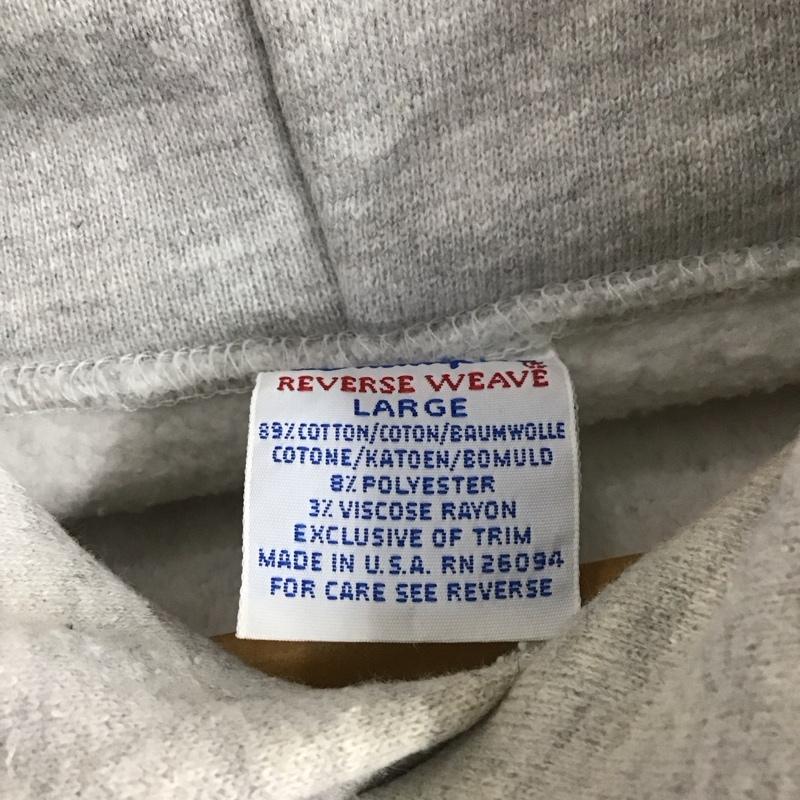 REVERSE WEAVE®
LARGE
89% COTTON/COTON/BAUMWOLLE
COTONE/KATOEN/BOMULD
8% POLYESTER
3% VISCOSE RAYON
EXCLUSIVE OF TRIM
MADE IN U.S.A. RN 26094
FOR CARE SEE REVERSE